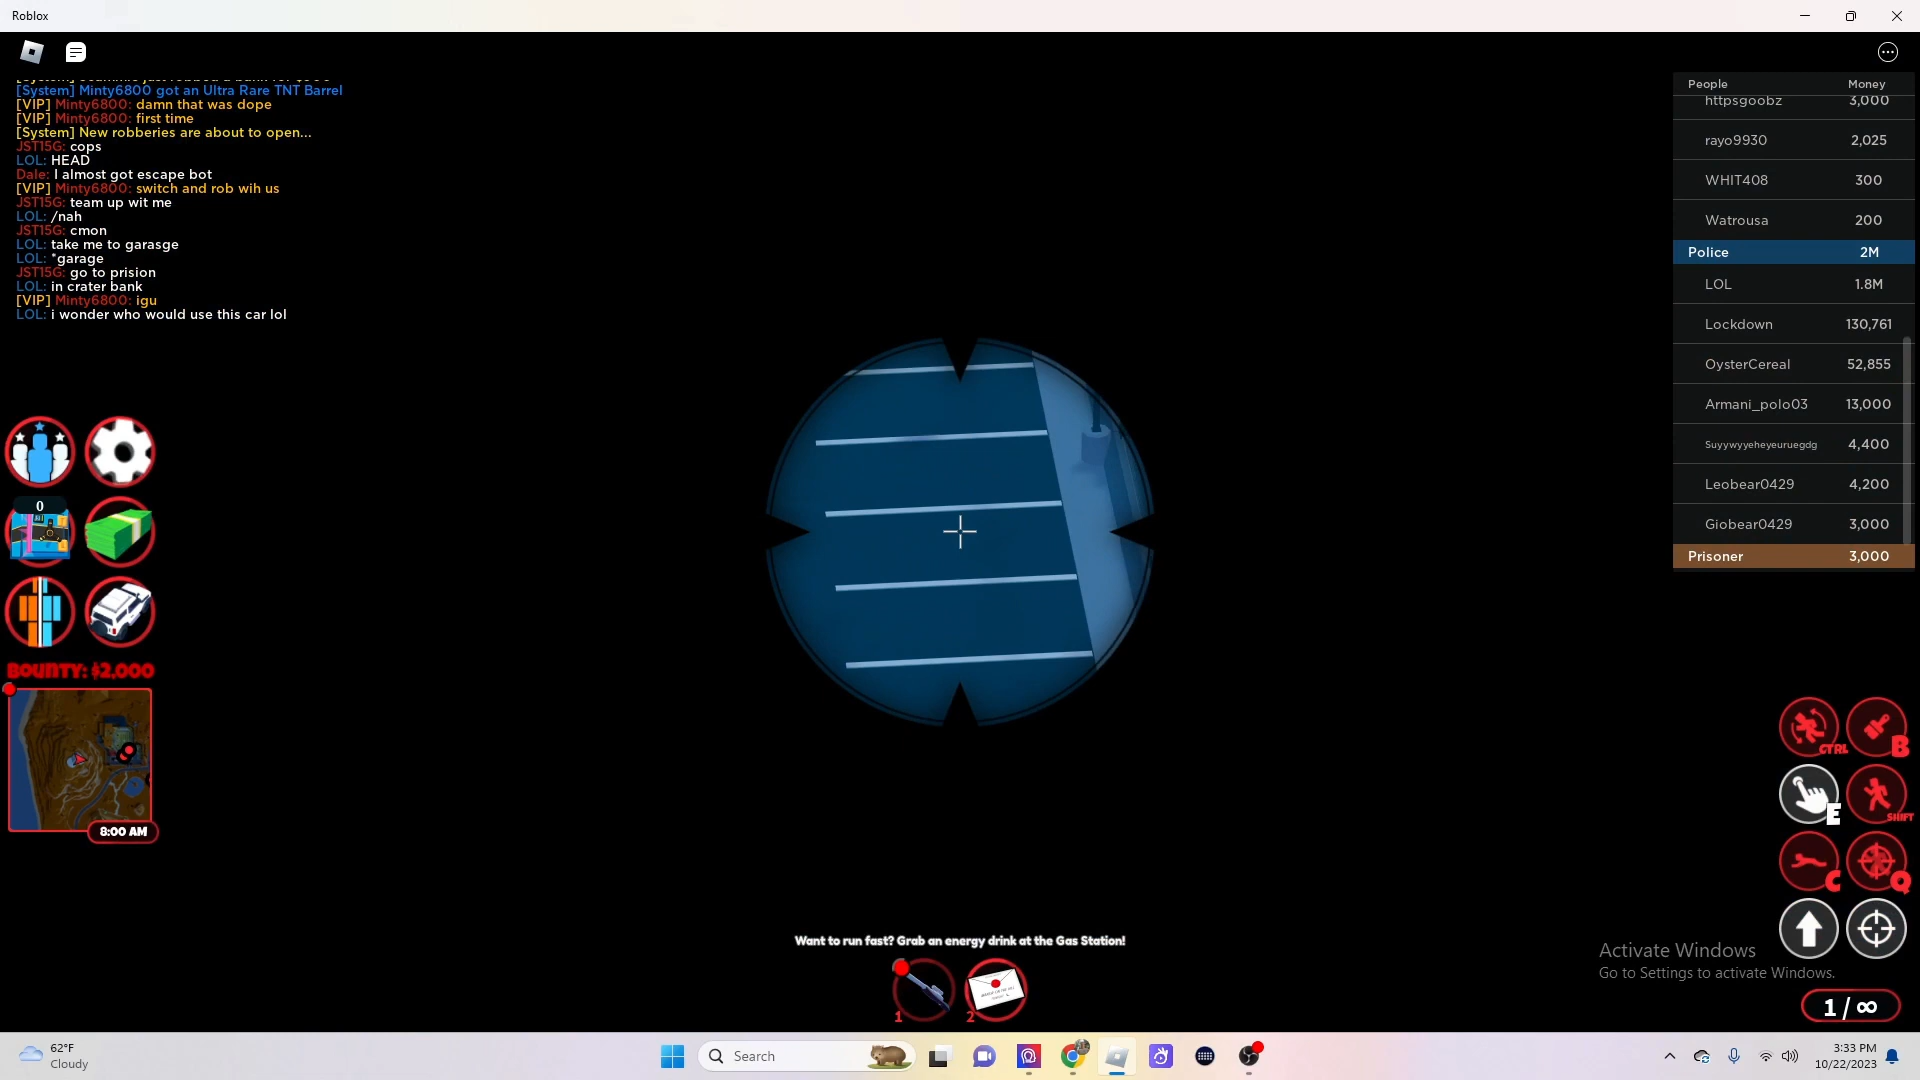 Roblox
[System] Minty6800 got an Ultra Rare TNT Barrel
[VIP] Minty6800: damn that was dope
[VIP] Minty6800: first time
[System] New robberies are about to open...
JST15G: cops
LOL: HEAD
Dale: I almost got escape bot
[VIP] Minty6800: switch and rob wih us
JST15G: team up wit me
LOL: /nah
JST15G: cmon
LOL: take me to garasge
LOL: *garage
JST15G: go to prision
LOL: in crater bank
[VIP] Minty6800: igu
LOL: i wonder who would use this car lol
People Money
httpsgoobz 3,000
rayo9930 2,025
WHIT408 300
Watrousa 200
Police 2M
LOL 1.8M
Lockdown 130,761
OysterCereal 52,855
Armani_polo03 13,000
Suyywyyeheyeuruegdg 4,400
Leobear0429 4,200
Giobear0429 3,000
Prisoner 3,000
0
BOUNTY: $2,000
8:00 AM
CTRL B
E SHIFT
C Q
Want to run fast? Grab an energy drink at the Gas Station!
1 2
Activate Windows
Go to Settings to activate Windows.
1 / ∞
62°F
Cloudy
Search
3:33 PM
10/22/2023